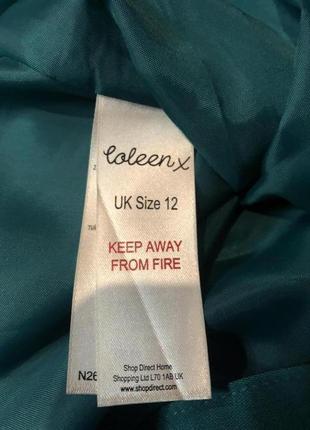 Coleen x
UK Size 12
KEEP AWAY
FROM FIRE
N26
Shop Direct Home
Shopping Ltd L70 1AB UK
www.shopdirect.com